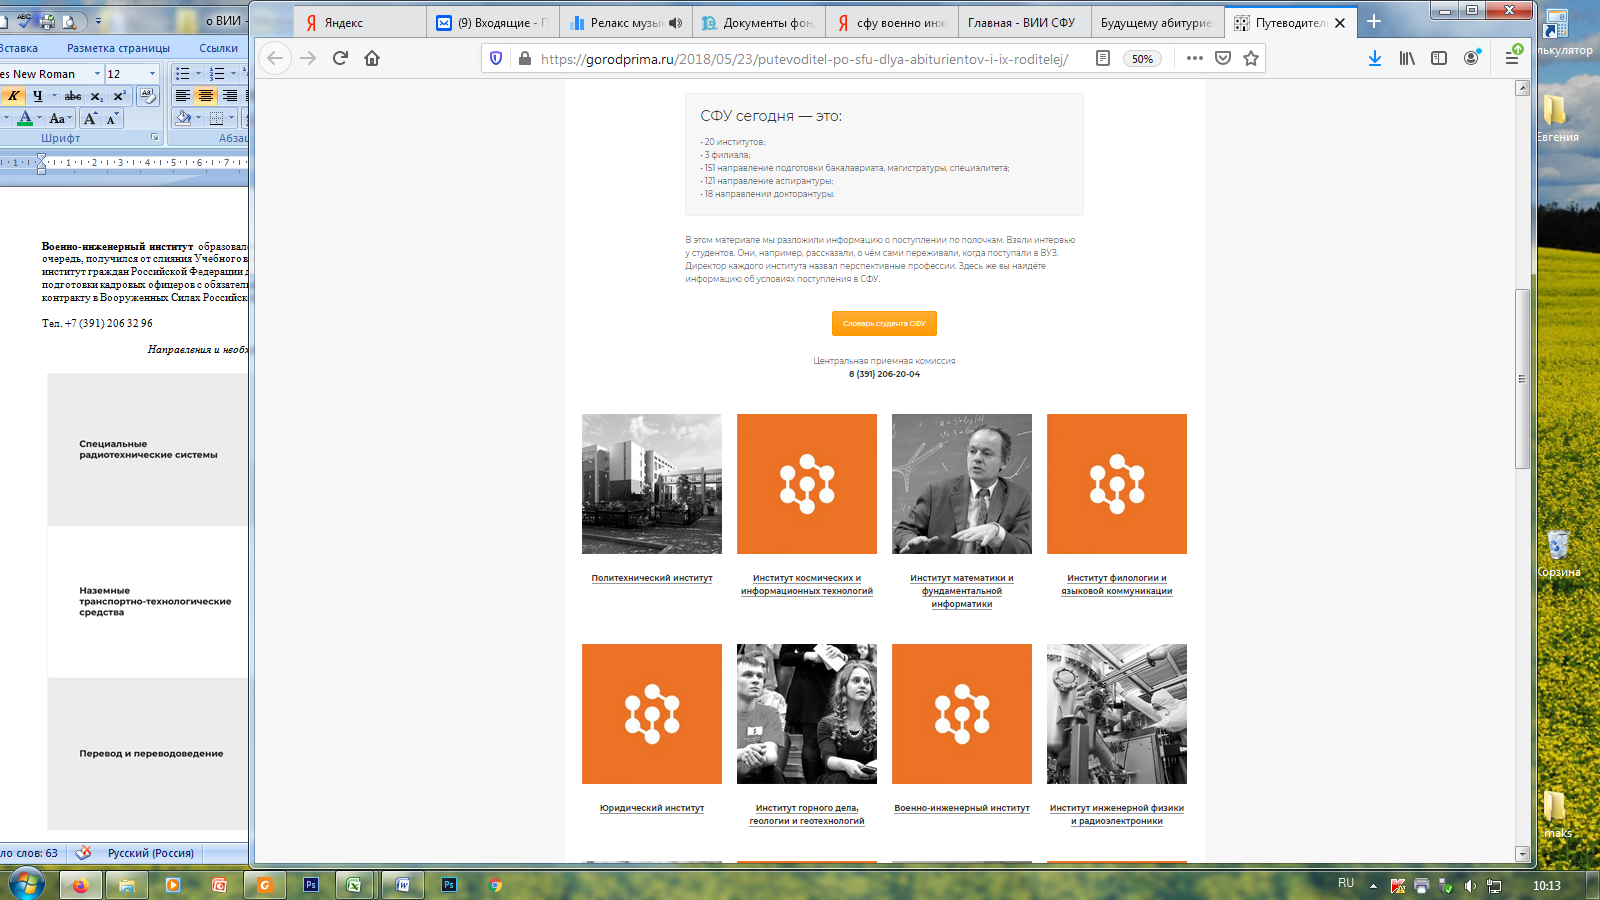 Яндекс
(9) Входящие - П
Релакс музы
Документы фон
сфу военно инж
Главная - ВИИ СФУ
Будущему абитурие
Путеводитель
https://gorodprima.ru/2018/05/23/putevoditel-po-sfu-dlya-abiturientov-i-ix-roditelej/
50%
о ВИИ -
Вставка
Разметка страницы
Ссылки
es New Roman
12
Шрифт
Абзац
Военно-инженерный институт образовал
очередь, получился от слияния Учебного в
институт граждан Российской Федерации д
подготовки кадровых офицеров с обязател
контракту в Вооруженных Силах Российск
Тел. +7 (391) 206 32 96
Направления и необх
Специальные
радиотехнические системы
Наземные
транспортно-технологические
средства
Перевод и переводоведение
ло слов: 63
Русский (Россия)
СФУ сегодня — это:
• 20 институтов;
• 3 филиала;
• 151 направление подготовки бакалавриата, магистратуры, специалитета;
• 121 направление аспирантуры;
• 18 направлений докторантуры.
В этом материале мы разложили информацию о поступлении по полочкам. Взяли интервью
у студентов. Они, например, рассказали, о чём сами переживали, когда поступали в ВУЗ.
Директор каждого института назвал перспективные профессии. Здесь же вы найдёте
информацию об условиях поступления в СФУ.
Словарь студента СФУ
Центральная приемная комиссия
8 (391) 206-20-04
Политехнический институт
Институт космических и
информационных технологий
Институт математики и
фундаментальной
информатики
Институт филологии и
языковой коммуникации
Юридический институт
Институт горного дела,
геологии и геотехнологий
Военно-инженерный институт
Институт инженерной физики
и радиоэлектроники
лькулятор
Евгения
Корзина
maks
RU
10:13